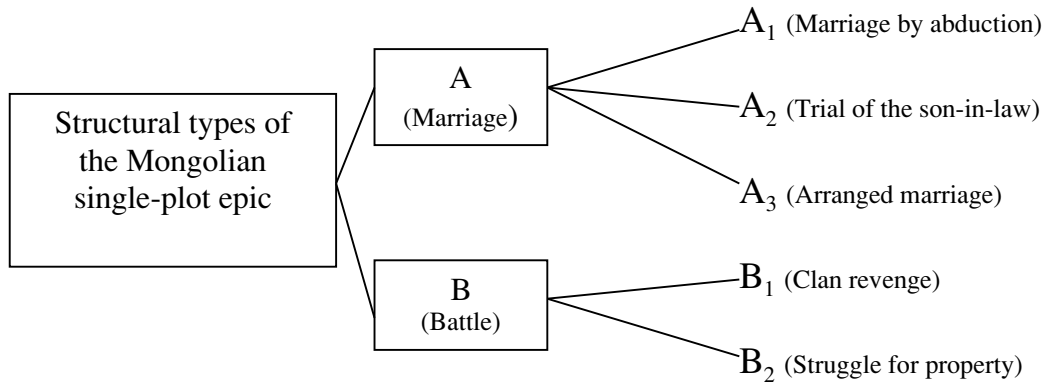 Structural types of
the Mongolian
single-plot epic
A
(Marriage)
A₁ (Marriage by abduction)
A₂ (Trial of the son-in-law)
A₃ (Arranged marriage)
B
(Battle)
B₁ (Clan revenge)
B₂ (Struggle for property)